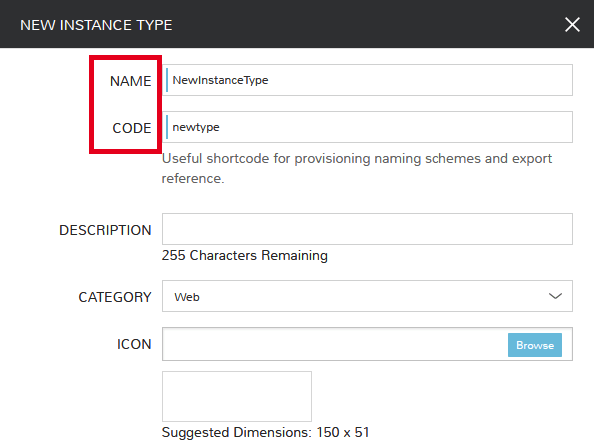 NEW INSTANCE TYPE
NAME NewInstanceType
CODE newtype
Useful shortcode for provisioning naming schemes and export
reference.
DESCRIPTION
255 Characters Remaining
CATEGORY Web
ICON Browse
Suggested Dimensions: 150 x 51